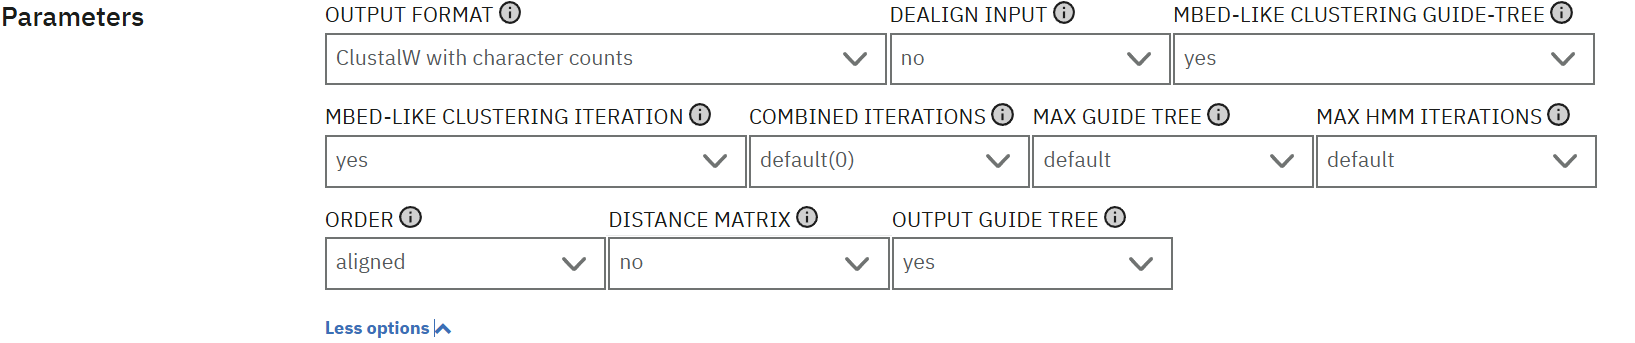 Parameters
OUTPUT FORMAT DEALIGN INPUT MBED-LIKE CLUSTERING GUIDE-TREE
ClustalW with character counts no yes
MBED-LIKE CLUSTERING ITERATION COMBINED ITERATIONS MAX GUIDE TREE MAX HMM ITERATIONS
yes default(0) default default
ORDER DISTANCE MATRIX OUTPUT GUIDE TREE
aligned no yes
Less options